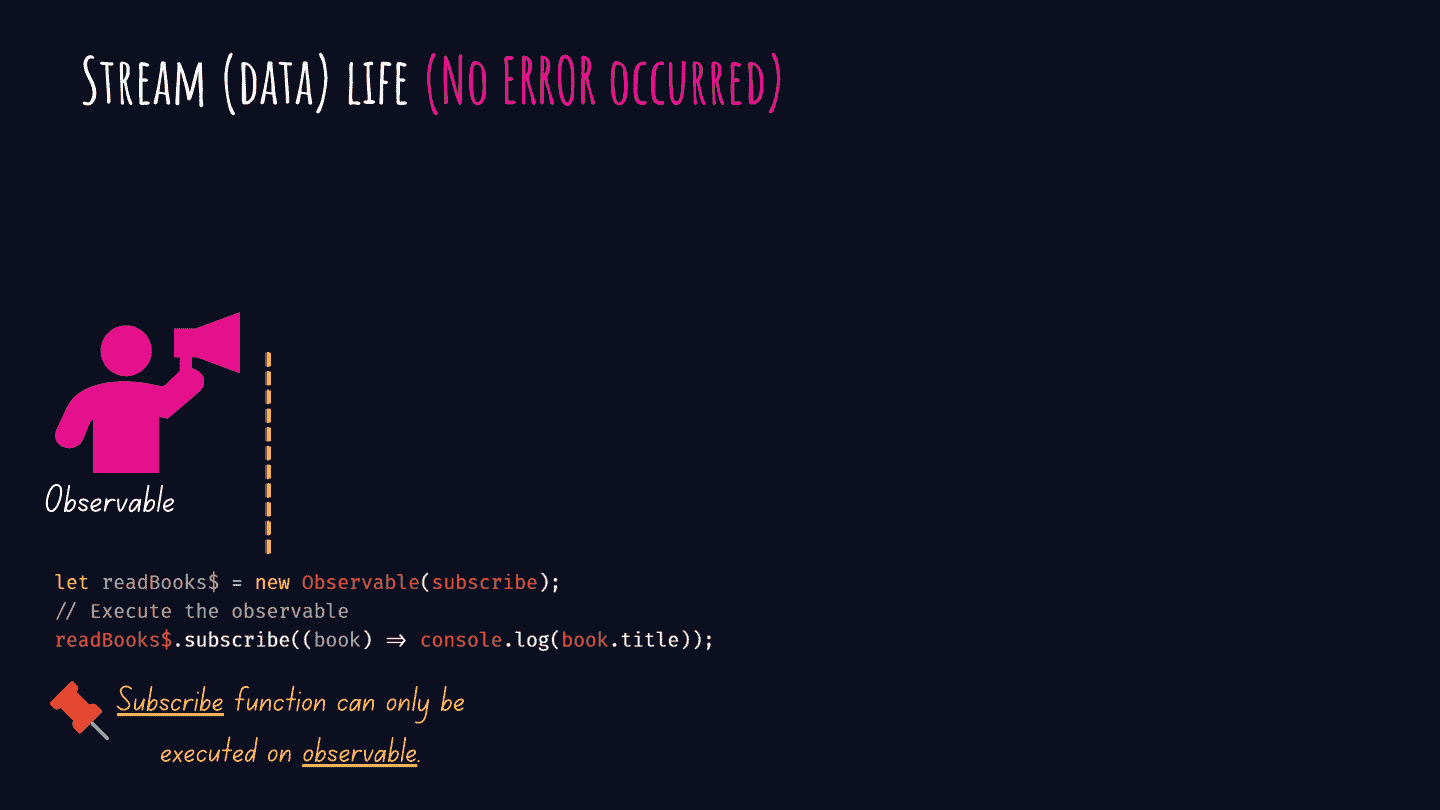 Stream (data) life (No ERROR occurred)
Observable
let readBooks$ = new Observable(subscribe);
// Execute the observable
readBooks$.subscribe((book) => console.log(book.title));
Subscribe function can only be
executed on observable.